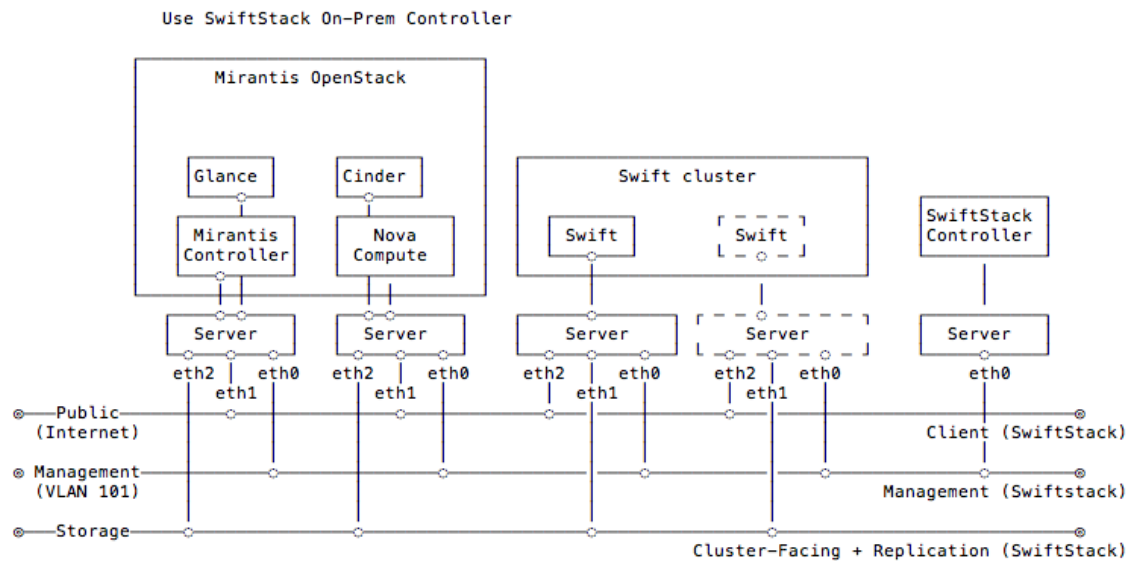 Use SwiftStack On-Prem Controller
Mirantis OpenStack
Glance
Cinder
Swift cluster
Mirantis
Controller
Nova
Compute
Swift
Swift
SwiftStack
Controller
Server
Server
Server
Server
Server
eth2
eth0
eth2
eth0
eth2
eth0
eth2
eth0
eth0
eth1
eth1
eth1
eth1
Public
(Internet)
Client (SwiftStack)
Management
(VLAN 101)
Management (Swiftstack)
Storage
Cluster-Facing + Replication (SwiftStack)